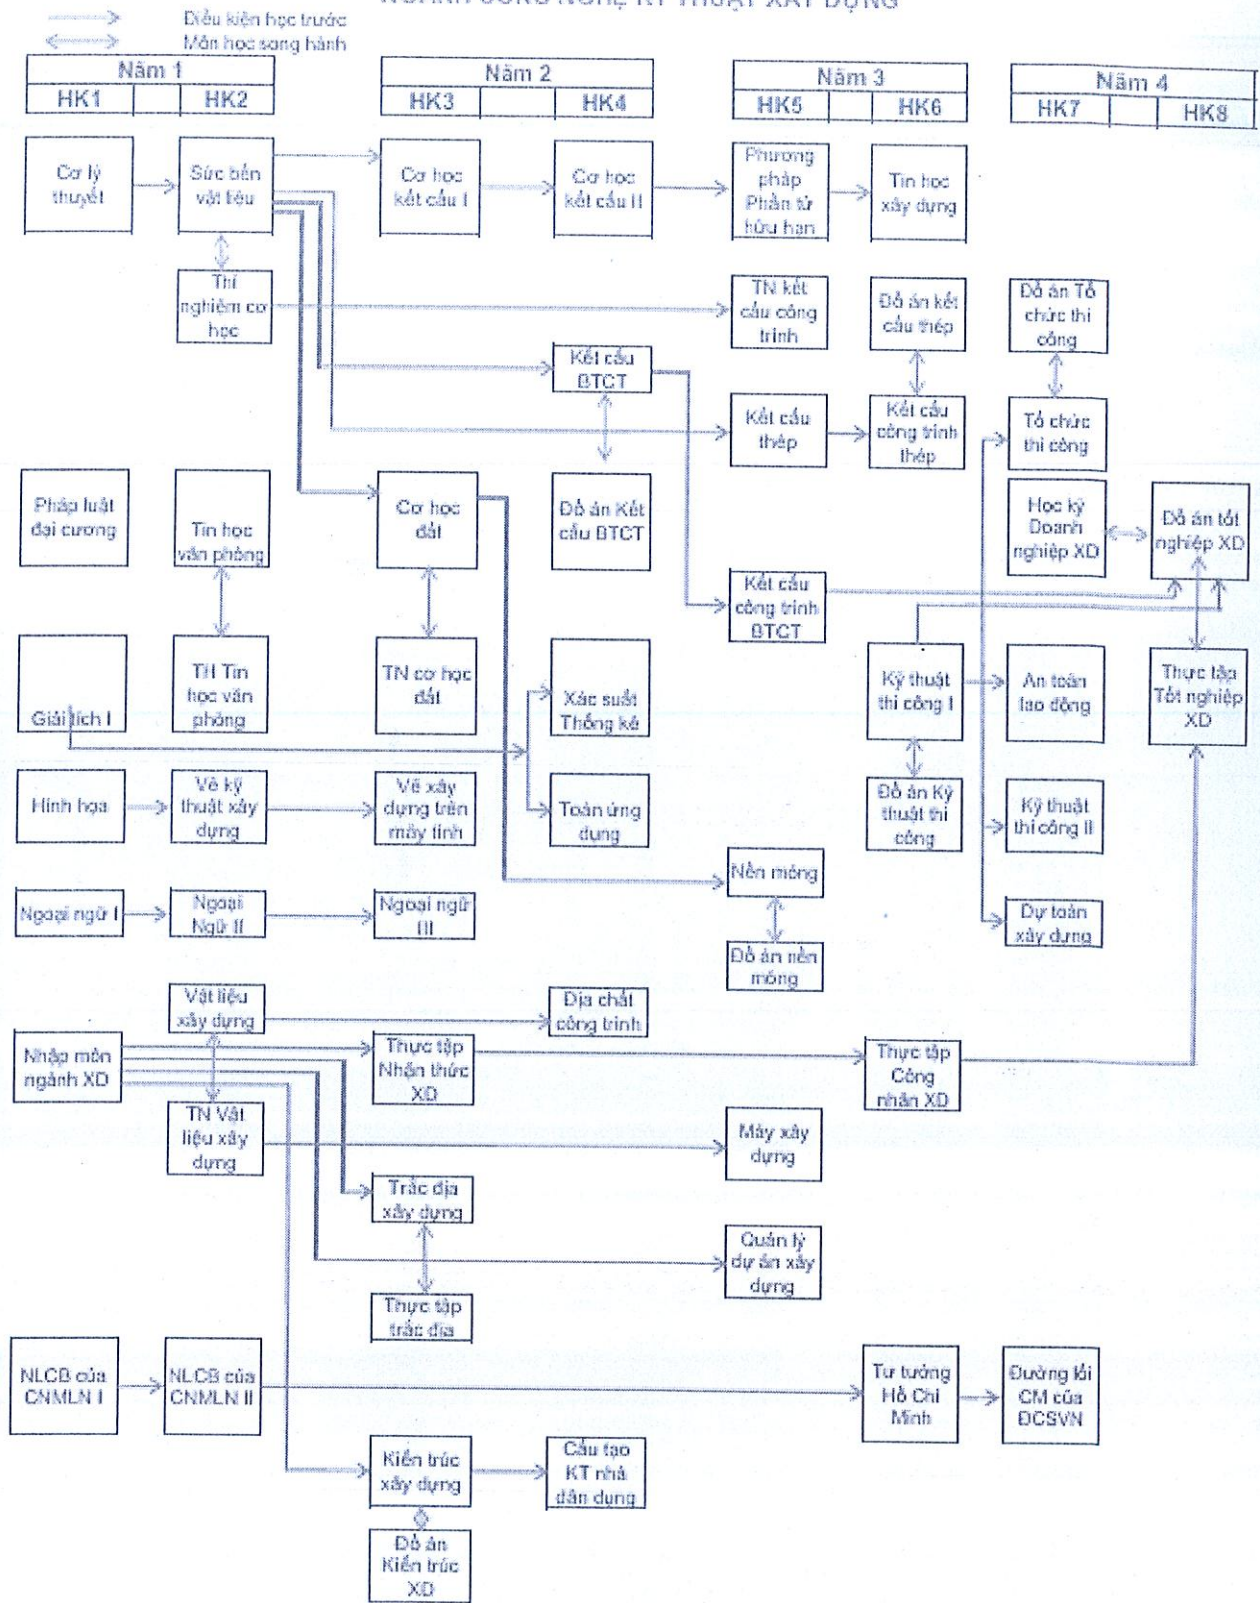 NGÀNH CÔNG NGHỆ KỸ THUẬT XÂY DỰNG
Điều kiện học trước
Môn học song hành
Năm 1
Năm 2
Năm 3
Năm 4
HK1
HK2
HK3
HK4
HK5
HK6
HK7
HK8
Cơ lý
thuyết
Sức bền
vật liệu
Cơ học
kết cấu I
Cơ học
kết cấu II
Phương
pháp
Phần tử
hữu hạn
Tin học
xây dựng
Thí
nghiệm cơ
học
TN kết
cấu công
trình
Đồ án kết
cấu thép
Đồ án Tổ
chức thi
công
Kết cấu
BTCT
Kết cấu
thép
Kết cấu
công trình
thép
Tổ chức
thi công
Pháp luật
đại cương
Tin học
văn phòng
Cơ học
đất
Đồ án Kết
cấu BTCT
Học kỳ
Doanh
nghiệp XD
Đồ án tốt
nghiệp XD
Kết cấu
công trình
BTCT
Giải tích I
TH Tin
học văn
phòng
TN cơ học
đất
Xác suất
Thống kê
Kỹ thuật
thi công I
An toàn
lao động
Thực tập
Tốt nghiệp
XD
Hình họa
Vẽ kỹ
thuật xây
dựng
Vẽ xây
dựng trên
máy tính
Toán ứng
dụng
Đồ án Kỹ
thuật thi
công
Kỹ thuật
thi công II
Nền móng
Ngoại ngữ I
Ngoại
Ngữ II
Ngoại ngữ
III
Dự toán
xây dựng
Đồ án nền
móng
Vật liệu
xây dựng
Địa chất
công trình
Nhập môn
ngành XD
Thực tập
Nhận thức
XD
Thực tập
Công
nhân XD
TN Vật
liệu xây
dựng
Máy xây
dựng
Trắc địa
xây dựng
Quản lý
dự án xây
dựng
Thực tập
trắc địa
NLCB của
CNMLN I
NLCB của
CNMLN II
Tư tưởng
Hồ Chí
Minh
Đường lối
CM của
ĐCSVN
Kiến trúc
xây dựng
Cấu tạo
KT nhà
dân dụng
Đồ án
Kiến trúc
XD